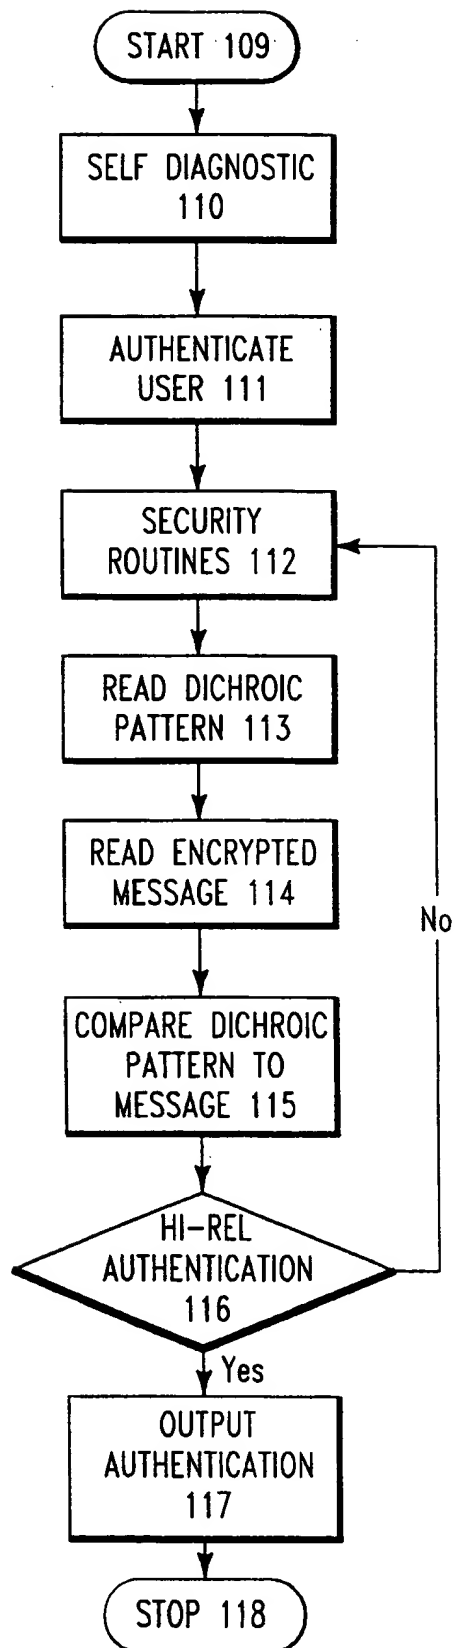 START 109
SELF DIAGNOSTIC
110
AUTHENTICATE
USER 111
SECURITY
ROUTINES 112
READ DICHROIC
PATTERN 113
READ ENCRYPTED
MESSAGE 114
No
COMPARE DICHROIC
PATTERN TO
MESSAGE 115
HI-REL
AUTHENTICATION
116
Yes
OUTPUT
AUTHENTICATION
117
STOP 118